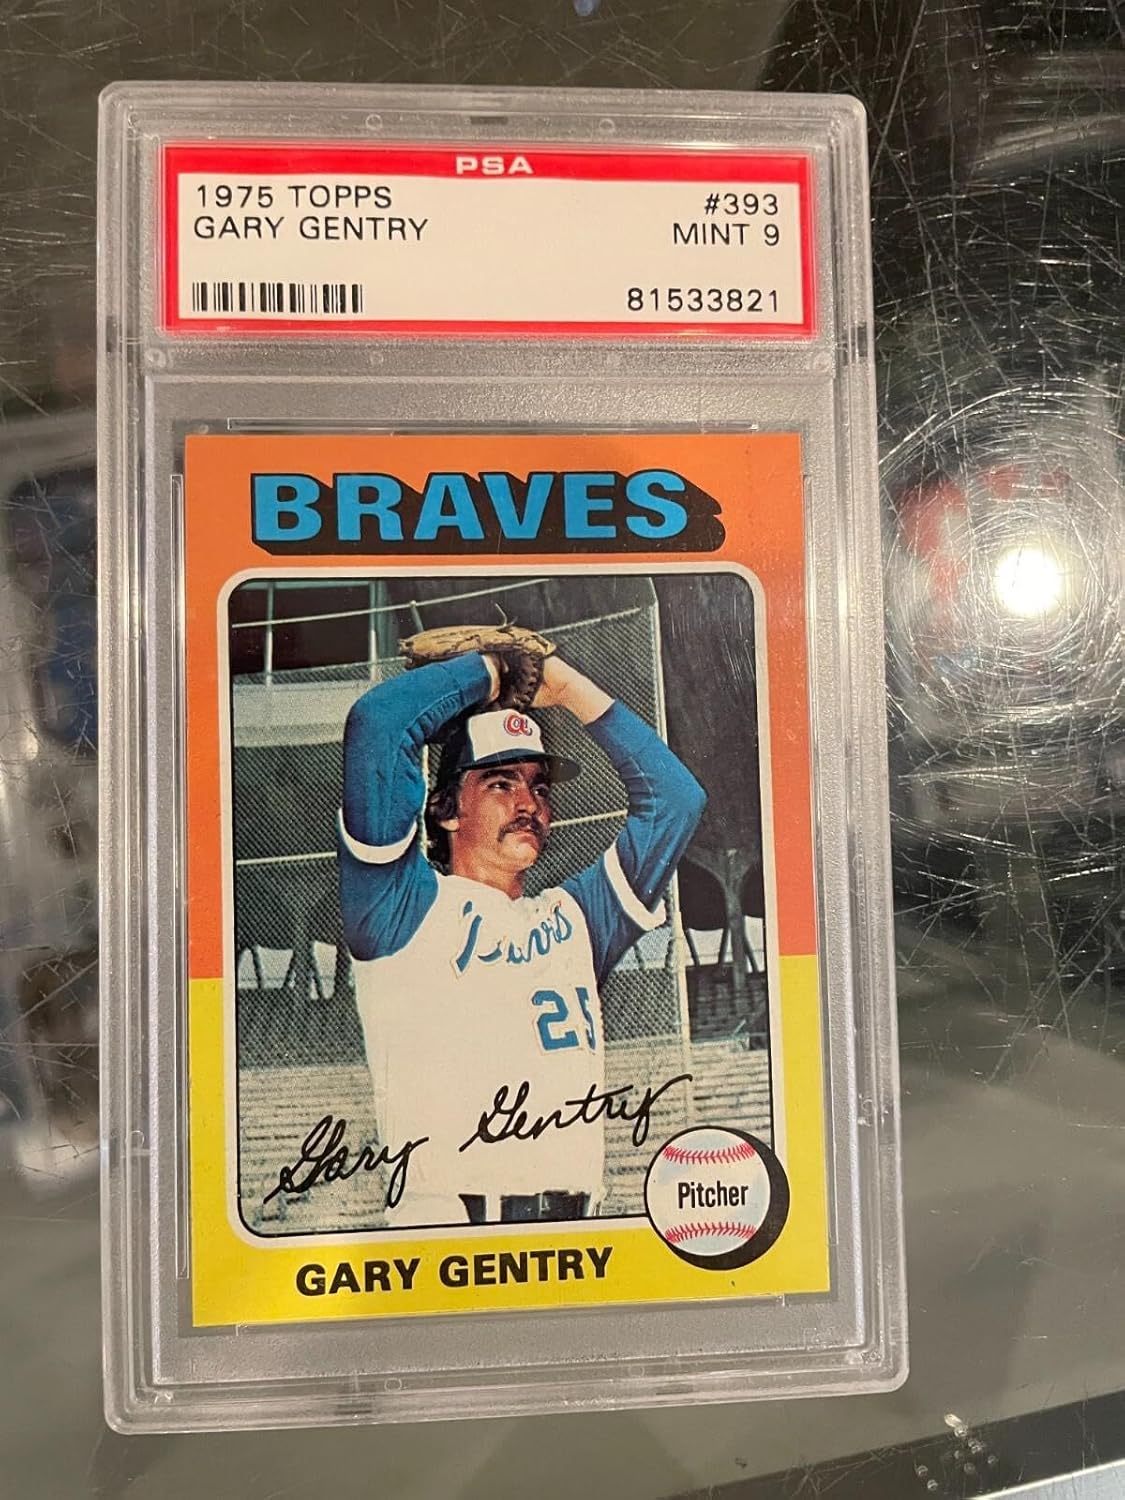 PSA
1975 TOPPS #393
GARY GENTRY MINT 9
81533821
BRAVES
a
25
Gary Gentry
Pitcher
GARY GENTRY